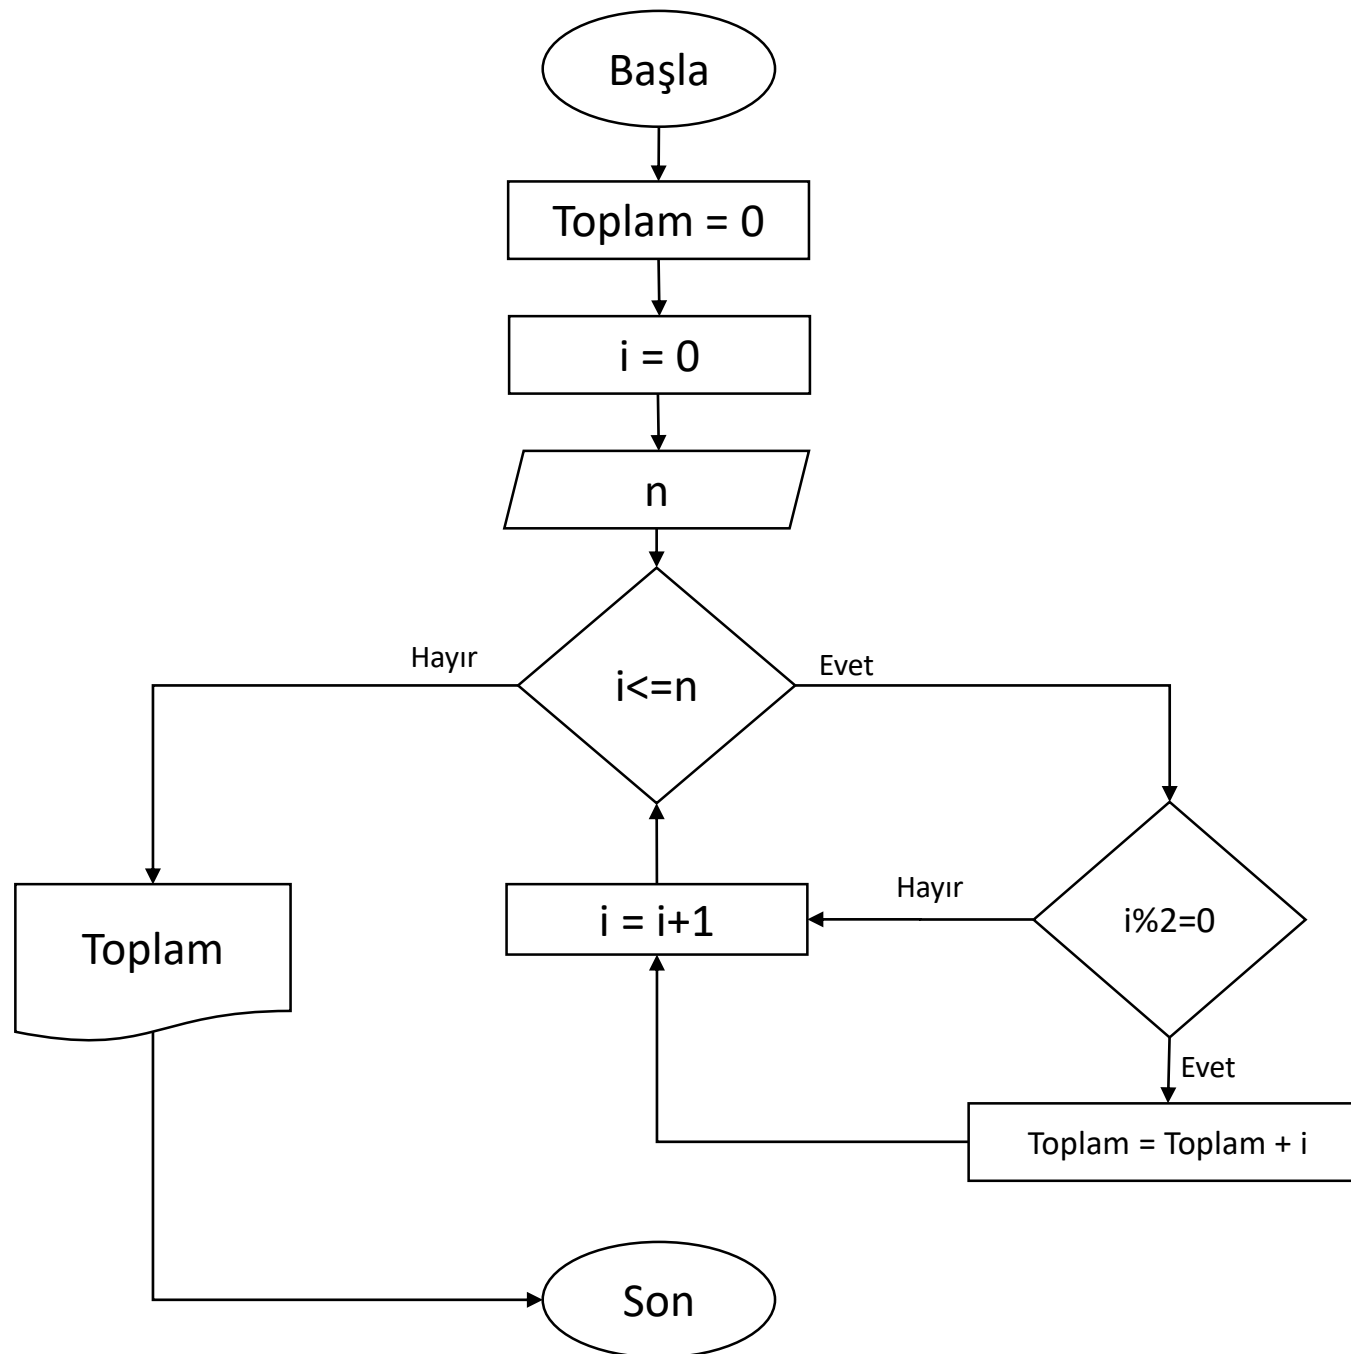 Başla
Toplam = 0
i = 0
n
i<=n
Hayır
Evet
Toplam
i = i+1
Hayır
i%2=0
Evet
Toplam = Toplam + i
Son